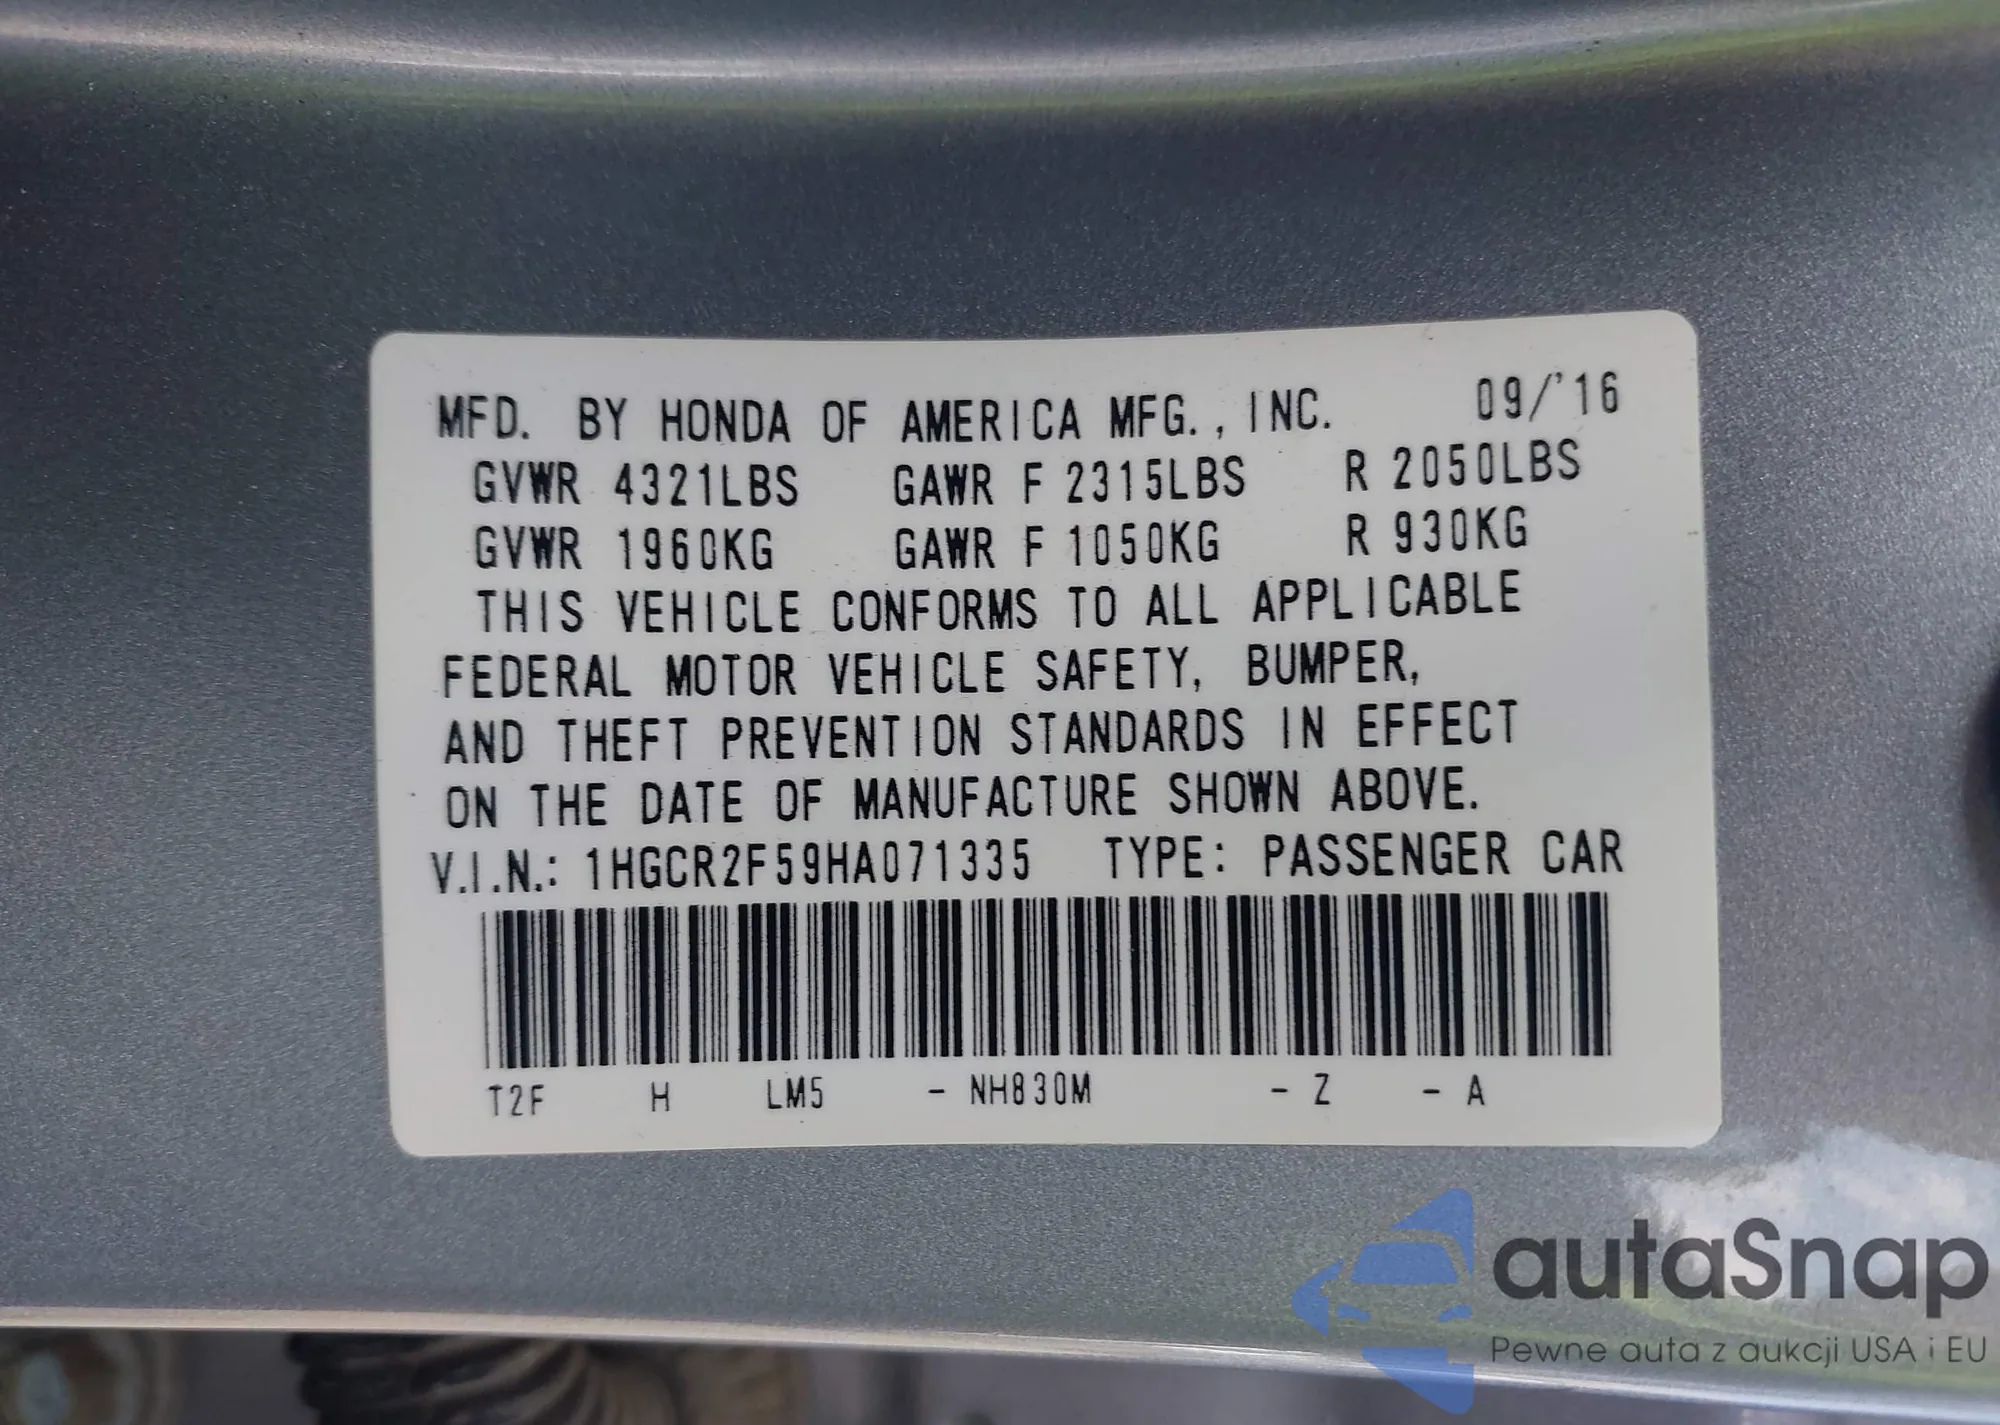 MFD. BY HONDA OF AMERICA MFG., INC. 09/'16
GVWR 4321LBS GAWR F 2315LBS R 2050LBS
GVWR 1960KG GAWR F 1050KG R 930KG
THIS VEHICLE CONFORMS TO ALL APPLICABLE
FEDERAL MOTOR VEHICLE SAFETY, BUMPER,
AND THEFT PREVENTION STANDARDS IN EFFECT
ON THE DATE OF MANUFACTURE SHOWN ABOVE.
V.I.N.: 1HGCR2F59HA071335 TYPE: PASSENGER CAR
T2F H LM5 - NH830M - Z - A
autaSnap
Pewne auta z aukcji USA i EU